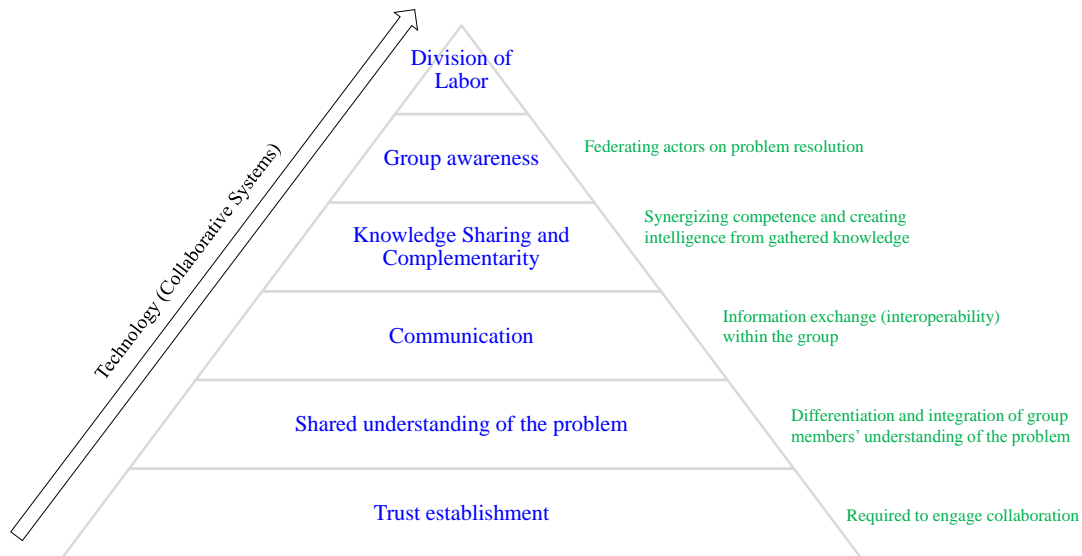 Division of
Labor
Group awareness
Federating actors on problem resolution
Knowledge Sharing and
Complementarity
Synergizing competence and creating
intelligence from gathered knowledge
Technology (Collaborative Systems)
Communication
Information exchange (interoperability)
within the group
Shared understanding of the problem
Differentiation and integration of group
members’ understanding of the problem
Trust establishment
Required to engage collaboration